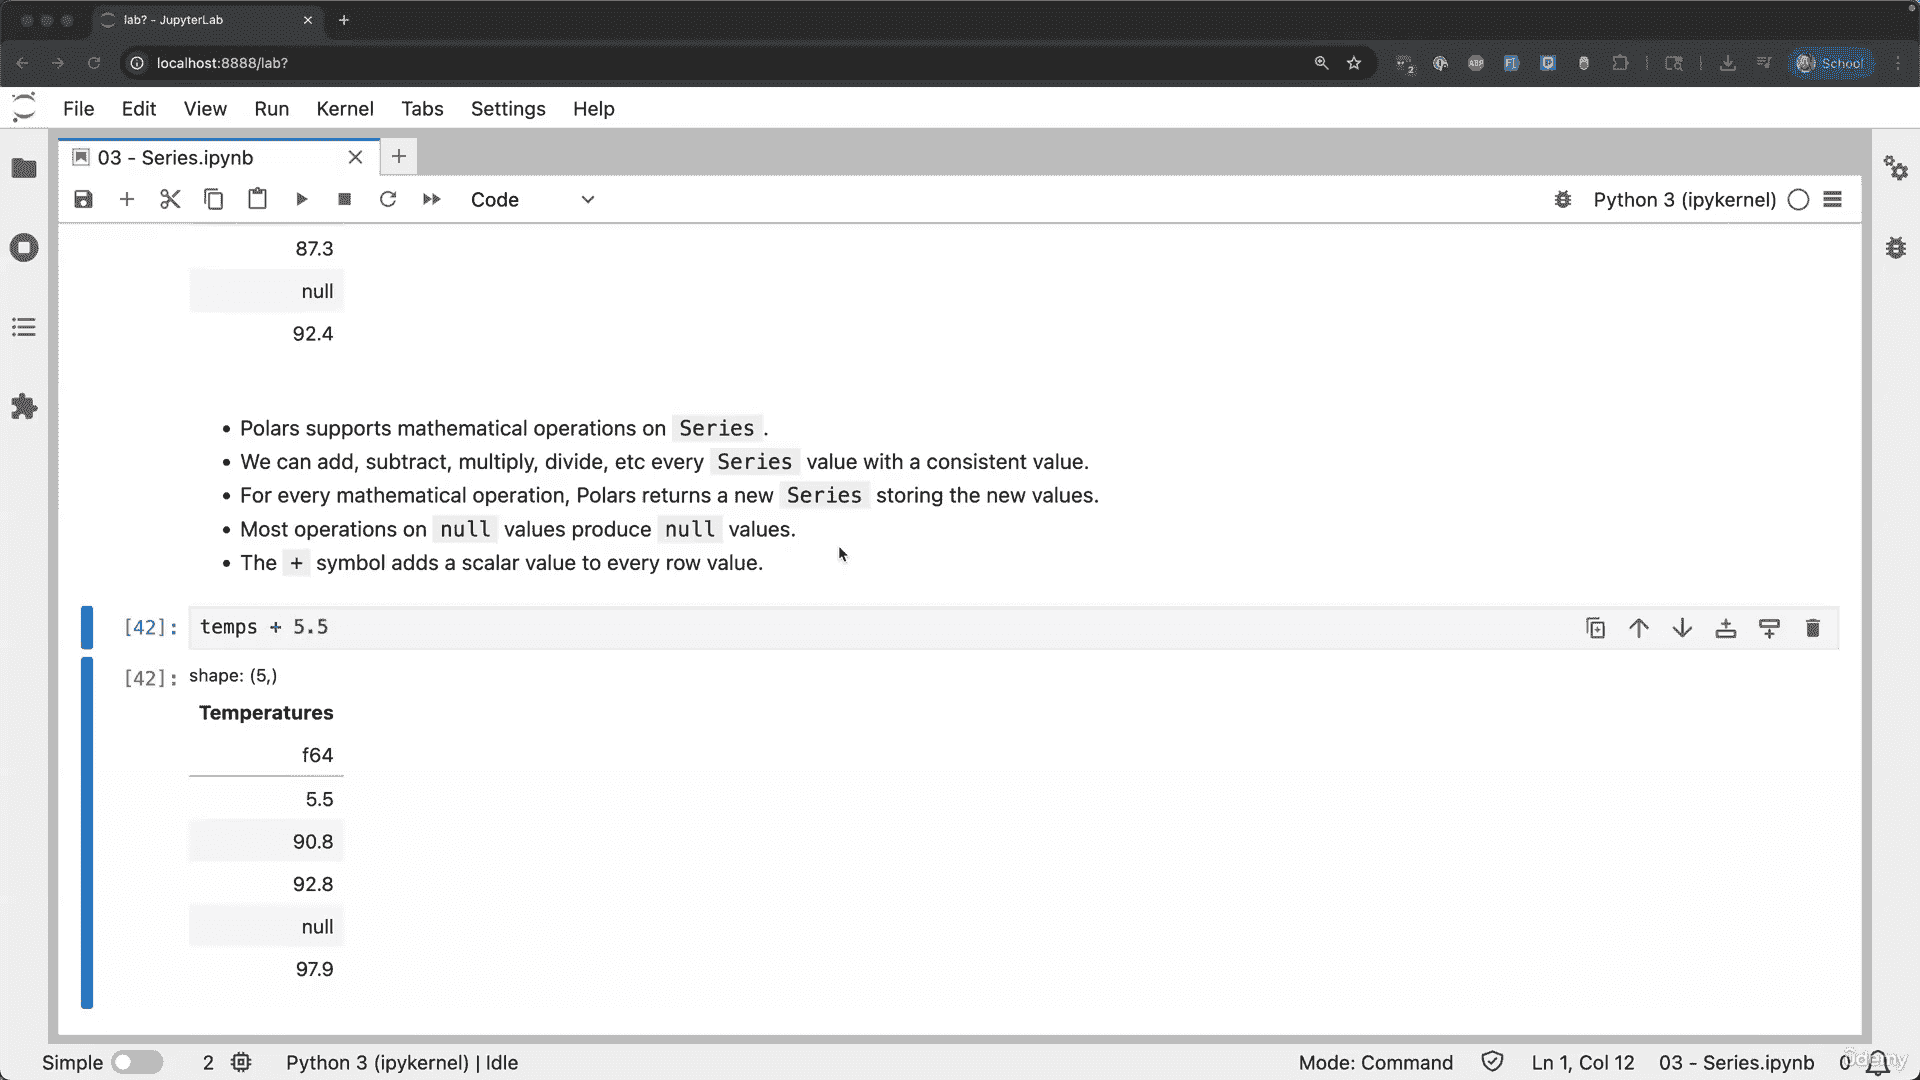 lab? - JupyterLab
localhost:8888/lab?
2
ABP
School
File Edit View Run Kernel Tabs Settings Help
03 - Series.ipynb
Code
Python 3 (ipykernel)
87.3
null
92.4
• Polars supports mathematical operations on Series .
• We can add, subtract, multiply, divide, etc every Series value with a consistent value.
• For every mathematical operation, Polars returns a new Series storing the new values.
• Most operations on null values produce null values.
• The + symbol adds a scalar value to every row value.
[42]: temps + 5.5
[42]: shape: (5,)
Temperatures
f64
5.5
90.8
92.8
null
97.9
Simple 2 Python 3 (ipykernel) | Idle Mode: Command Ln 1, Col 12 03 - Series.ipynb 0
Udemy